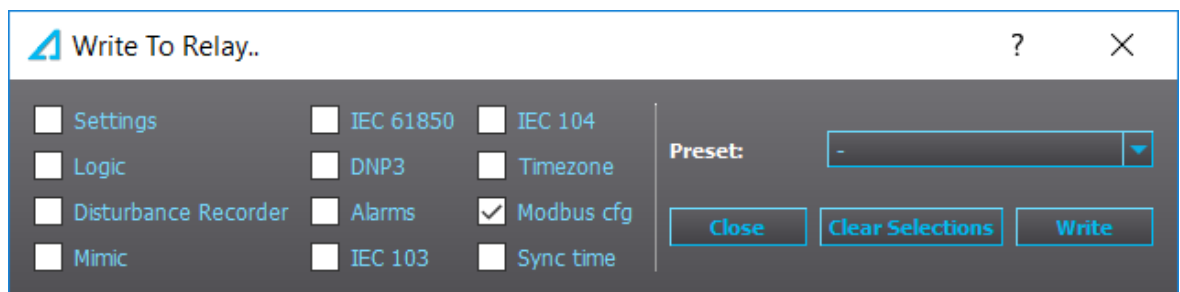 Write To Relay..
?
Settings
IEC 61850
IEC 104
Logic
DNP3
Timezone
Disturbance Recorder
Alarms
Modbus cfg
Mimic
IEC 103
Sync time
Preset:
-
Close
Clear Selections
Write